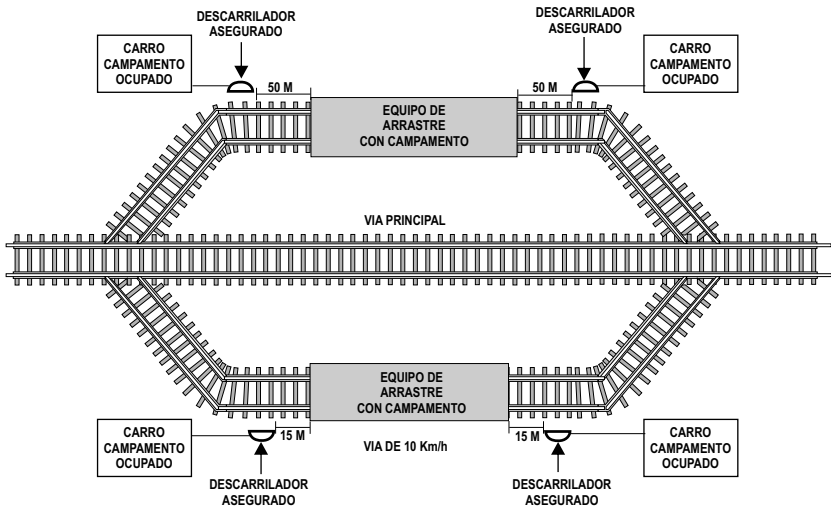 DESCARRILADOR
ASEGURADO
DESCARRILADOR
ASEGURADO
CARRO
CAMPAMENTO
OCUPADO
CARRO
CAMPAMENTO
OCUPADO
50 M
50 M
EQUIPO DE
ARRASTRE
CON CAMPAMENTO
VIA PRINCIPAL
EQUIPO DE
ARRASTRE
CON CAMPAMENTO
CARRO
CAMPAMENTO
OCUPADO
15 M
VIA DE 10 Km/h
15 M
CARRO
CAMPAMENTO
OCUPADO
DESCARRILADOR
ASEGURADO
DESCARRILADOR
ASEGURADO